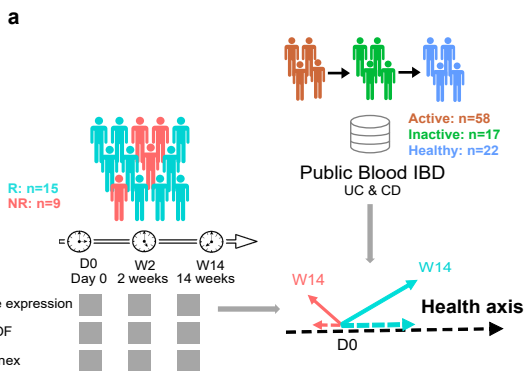 a
Active: n=58
Inactive: n=17
Healthy: n=22
Public Blood IBD
UC & CD
R: n=15
NR: n=9
D0 W2 W14
Day 0 2 weeks 14 weeks
expression
W14 W14
Health axis
D0